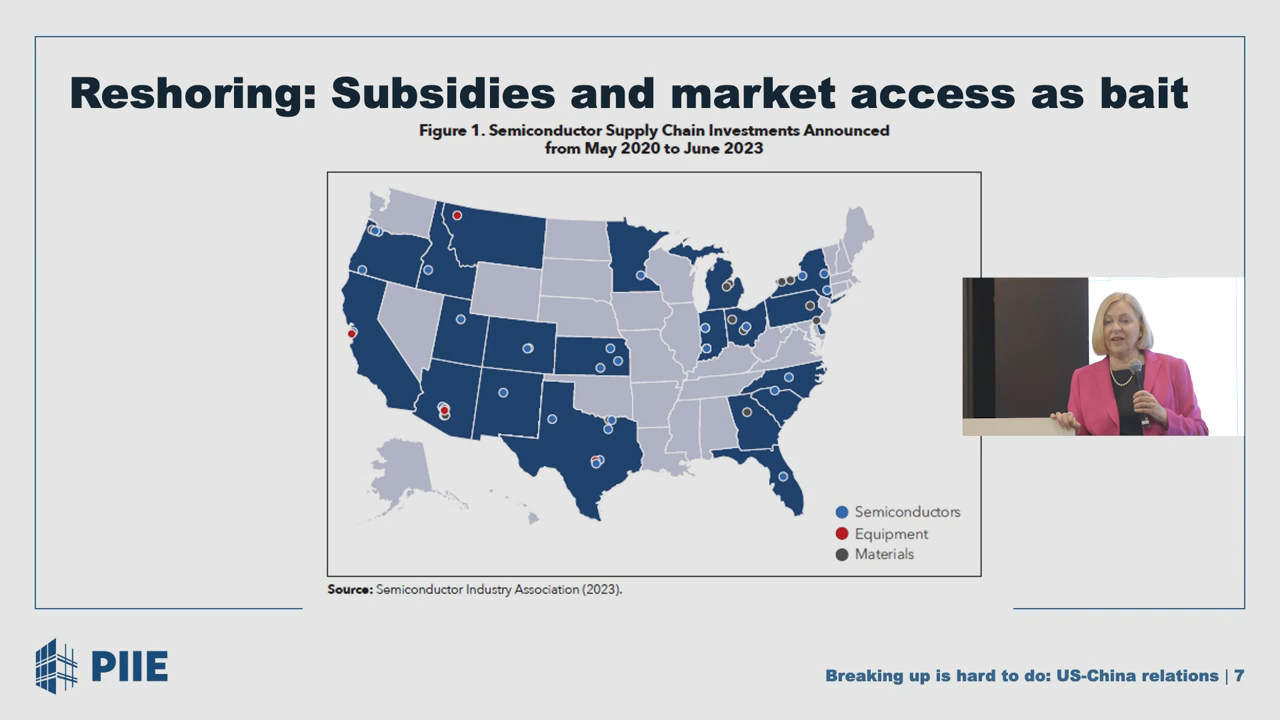 Reshoring: Subsidies and market access as bait
Figure 1. Semiconductor Supply Chain Investments Announced
from May 2020 to June 2023
Semiconductors
Equipment
Materials
Source: Semiconductor Industry Association (2023).
PIIE
Breaking up is hard to do: US-China relations | 7